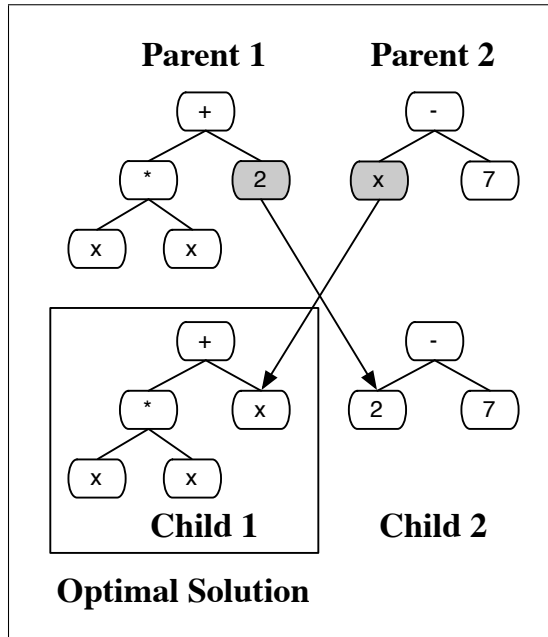 Parent 1 Parent 2
+ -
* 2 x 7
x x
+ -
* x 2 7
x x
Child 1 Child 2
Optimal Solution